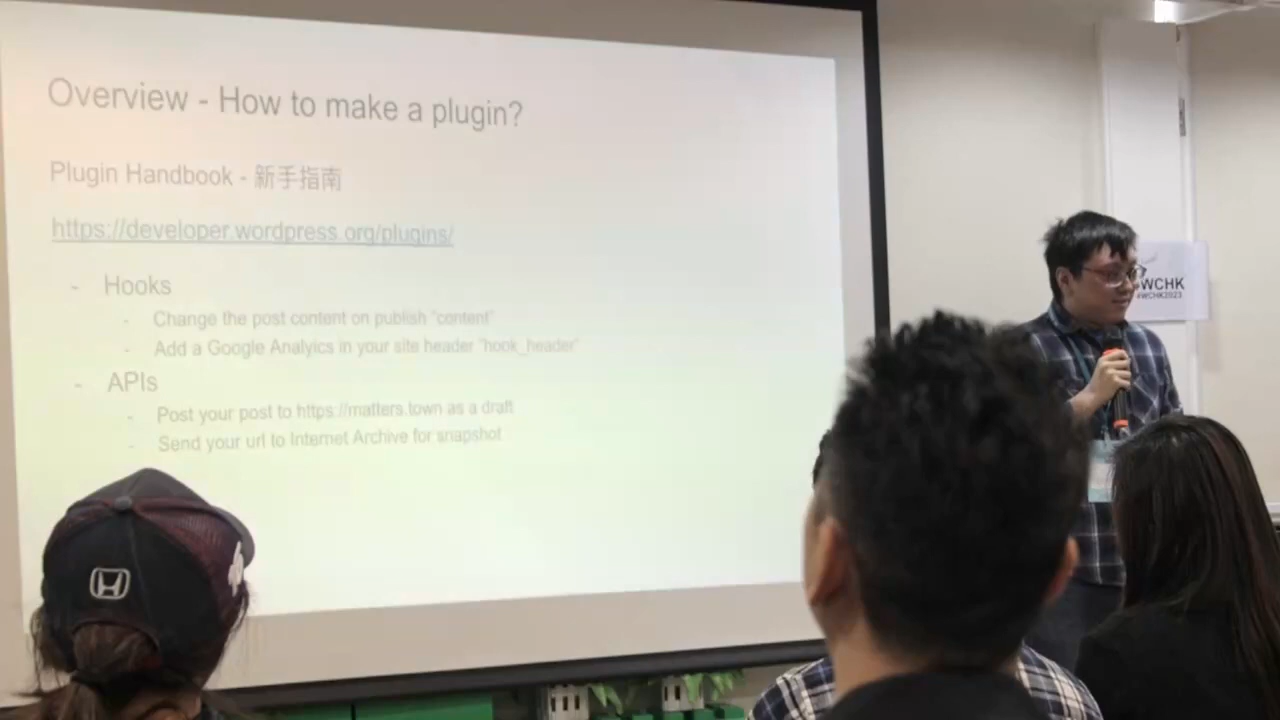 Overview - How to make a plugin?
Plugin Handbook - 新手指南
https://developer.wordpress.org/plugins/
- Hooks
- Change the post content on publish "content"
- Add a Google Analyics in your site header "hook_header"
- APIs
- Post your post to https://matters.town as a draft
- Send your url to Internet Archive for snapshot
WCHK
#WCHK2023